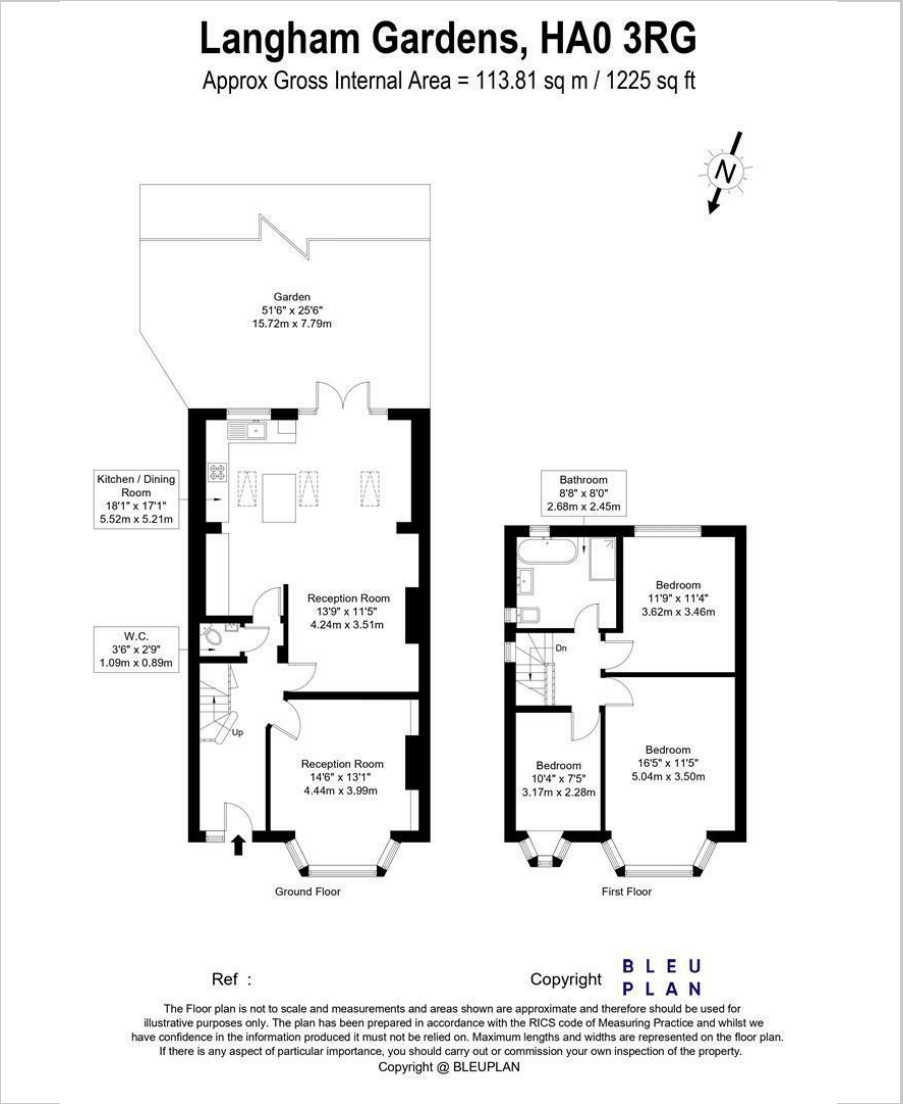 Langham Gardens, HA0 3RG
Approx Gross Internal Area = 113.81 sq m / 1225 sq ft
N
Garden
51'6" x 25'6"
15.72m x 7.79m
Kitchen / Dining
Room
18'1" x 17'1"
5.52m x 5.21m
Reception Room
13'9" x 11'5"
4.24m x 3.51m
W.C.
3'6" x 2'9"
1.09m x 0.89m
Up
Reception Room
14'6" x 13'1"
4.44m x 3.99m
Ground Floor
Bathroom
8'8" x 8'0"
2.68m x 2.45m
Bedroom
11'9" x 11'4"
3.62m x 3.46m
Dn
Bedroom
10'4" x 7'5"
3.17m x 2.28m
Bedroom
16'5" x 11'5"
5.04m x 3.50m
First Floor
Ref :
Copyright
BLEU
PLAN
The Floor plan is not to scale and measurements and areas shown are approximate and therefore should be used for
illustrative purposes only. The plan has been prepared in accordance with the RICS code of Measuring Practice and whilst we
have confidence in the information produced it must not be relied on. Maximum lengths and widths are represented on the floor plan.
If there is any aspect of particular importance, you should carry out or commission your own inspection of the property.
Copyright @ BLEUPLAN